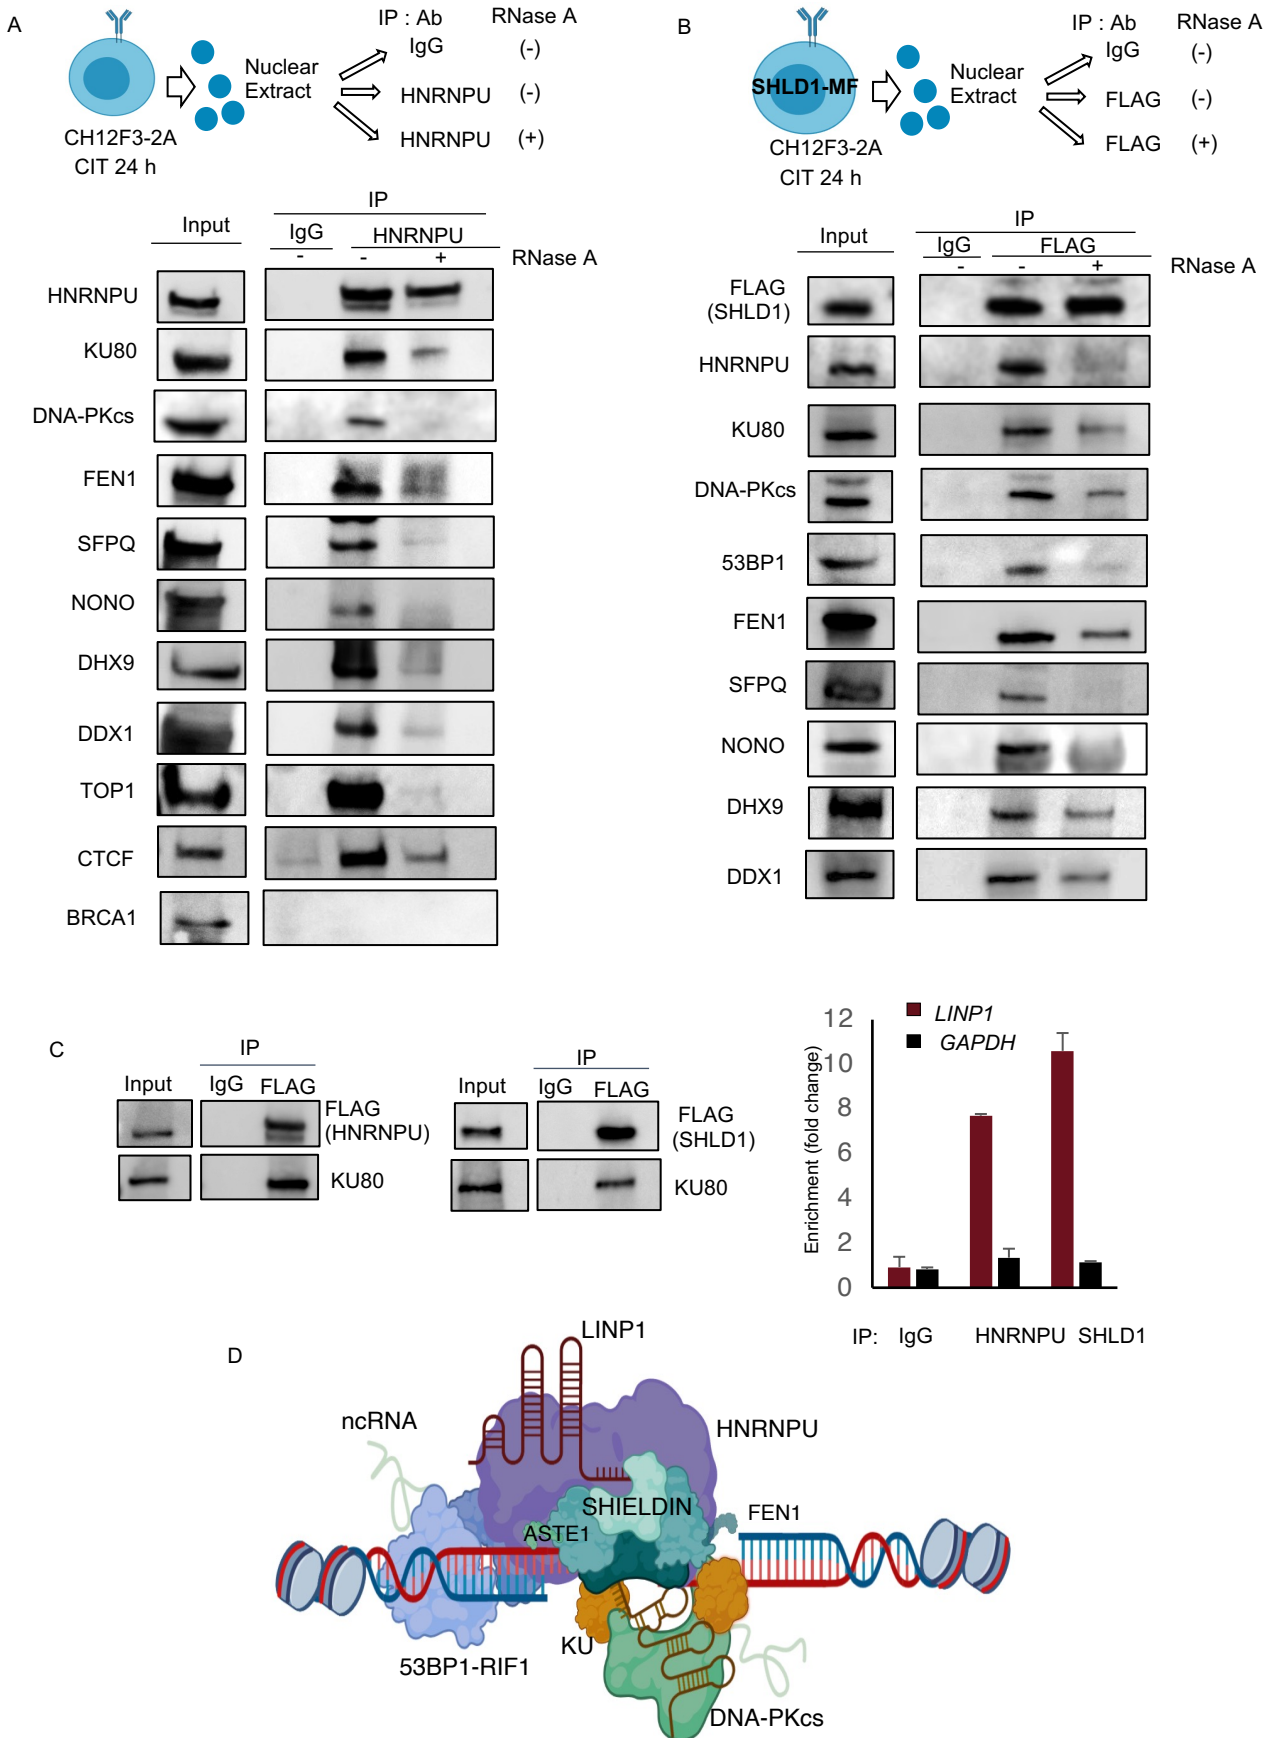 A
IP : Ab
RNase A
IgG
(-)
Nuclear
Extract
HNRNPU
(-)
HNRNPU
(+)
CH12F3-2A
CIT 24 h
IP
Input
IgG
HNRNPU
-
-
+
RNase A
HNRNPU
KU80
DNA-PKcs
FEN1
SFPQ
NONO
DHX9
DDX1
TOP1
CTCF
BRCA1
B
IP : Ab
RNase A
IgG
(-)
SHLD1-MF
Nuclear
Extract
FLAG
(-)
FLAG
(+)
CH12F3-2A
CIT 24 h
IP
Input
IgG
FLAG
-
-
+
RNase A
FLAG
(SHLD1)
HNRNPU
KU80
DNA-PKcs
53BP1
FEN1
SFPQ
NONO
DHX9
DDX1
C
IP
Input
IgG
FLAG
FLAG
(HNRNPU)
KU80
IP
Input
IgG
FLAG
FLAG
(SHLD1)
KU80
LINP1
GAPDH
Enrichment (fold change)
12
10
8
6
4
2
0
IP:
IgG
HNRNPU
SHLD1
D
LINP1
ncRNA
HNRNPU
SHIELDIN
FEN1
ASTE1
KU
53BP1-RIF1
DNA-PKcs